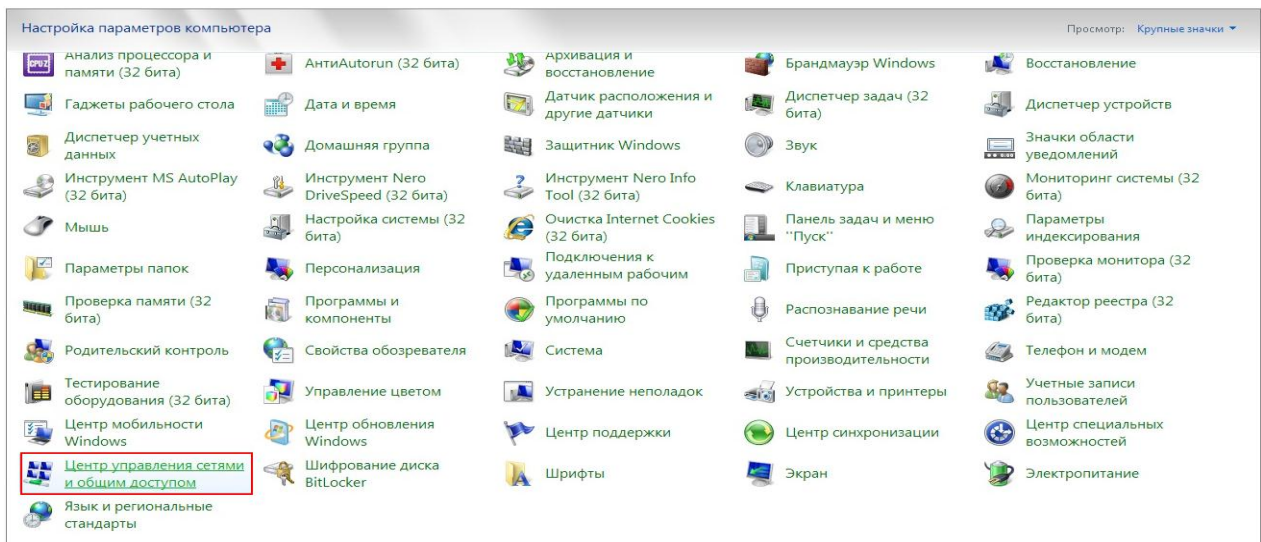 Настройка параметров компьютера
Просмотр: Крупные значки
Анализ процессора и
памяти (32 бита)
АнтиAutorun (32 бита)
Архивация и
восстановление
Брандмауэр Windows
Восстановление
Гаджеты рабочего стола
Дата и время
Датчик расположения и
другие датчики
Диспетчер задач (32
бита)
Диспетчер устройств
Диспетчер учетных
данных
Домашняя группа
Защитник Windows
Звук
Значки области
уведомлений
Инструмент MS AutoPlay
(32 бита)
Инструмент Nero
DriveSpeed (32 бита)
Инструмент Nero Info
Tool (32 бита)
Клавиатура
Мониторинг системы (32
бита)
Мышь
Настройка системы (32
бита)
Очистка Internet Cookies
(32 бита)
Панель задач и меню
"Пуск"
Параметры
индексирования
Параметры папок
Персонализация
Подключения к
удаленным рабочим
Приступая к работе
Проверка монитора (32
бита)
Проверка памяти (32
бита)
Программы и
компоненты
Программы по
умолчанию
Распознавание речи
Редактор реестра (32
бита)
Родительский контроль
Свойства обозревателя
Система
Счетчики и средства
производительности
Телефон и модем
Тестирование
оборудования (32 бита)
Управление цветом
Устранение неполадок
Устройства и принтеры
Учетные записи
пользователей
Центр мобильности
Windows
Центр обновления
Windows
Центр поддержки
Центр синхронизации
Центр специальных
возможностей
Центр управления сетями
и общим доступом
Шифрование диска
BitLocker
Шрифты
Экран
Электропитание
Язык и региональные
стандарты